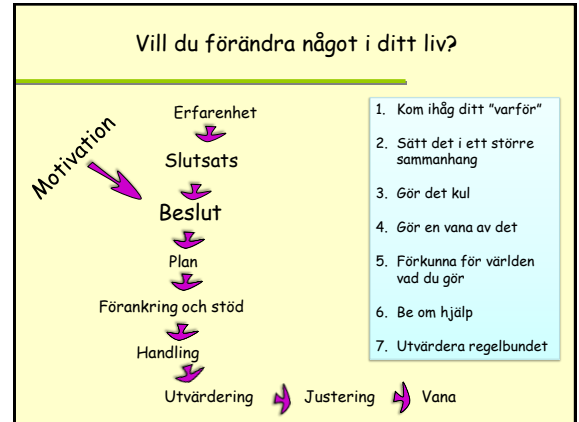 Vill du förändra något i ditt liv?
Motivation
Erfarenhet
Slutsats
Beslut
Plan
Förankring och stöd
Handling
Utvärdering
Justering
Vana
1. Kom ihåg ditt ”varför”
2. Sätt det i ett större
sammanhang
3. Gör det kul
4. Gör en vana av det
5. Förkunna för världen
vad du gör
6. Be om hjälp
7. Utvärdera regelbundet